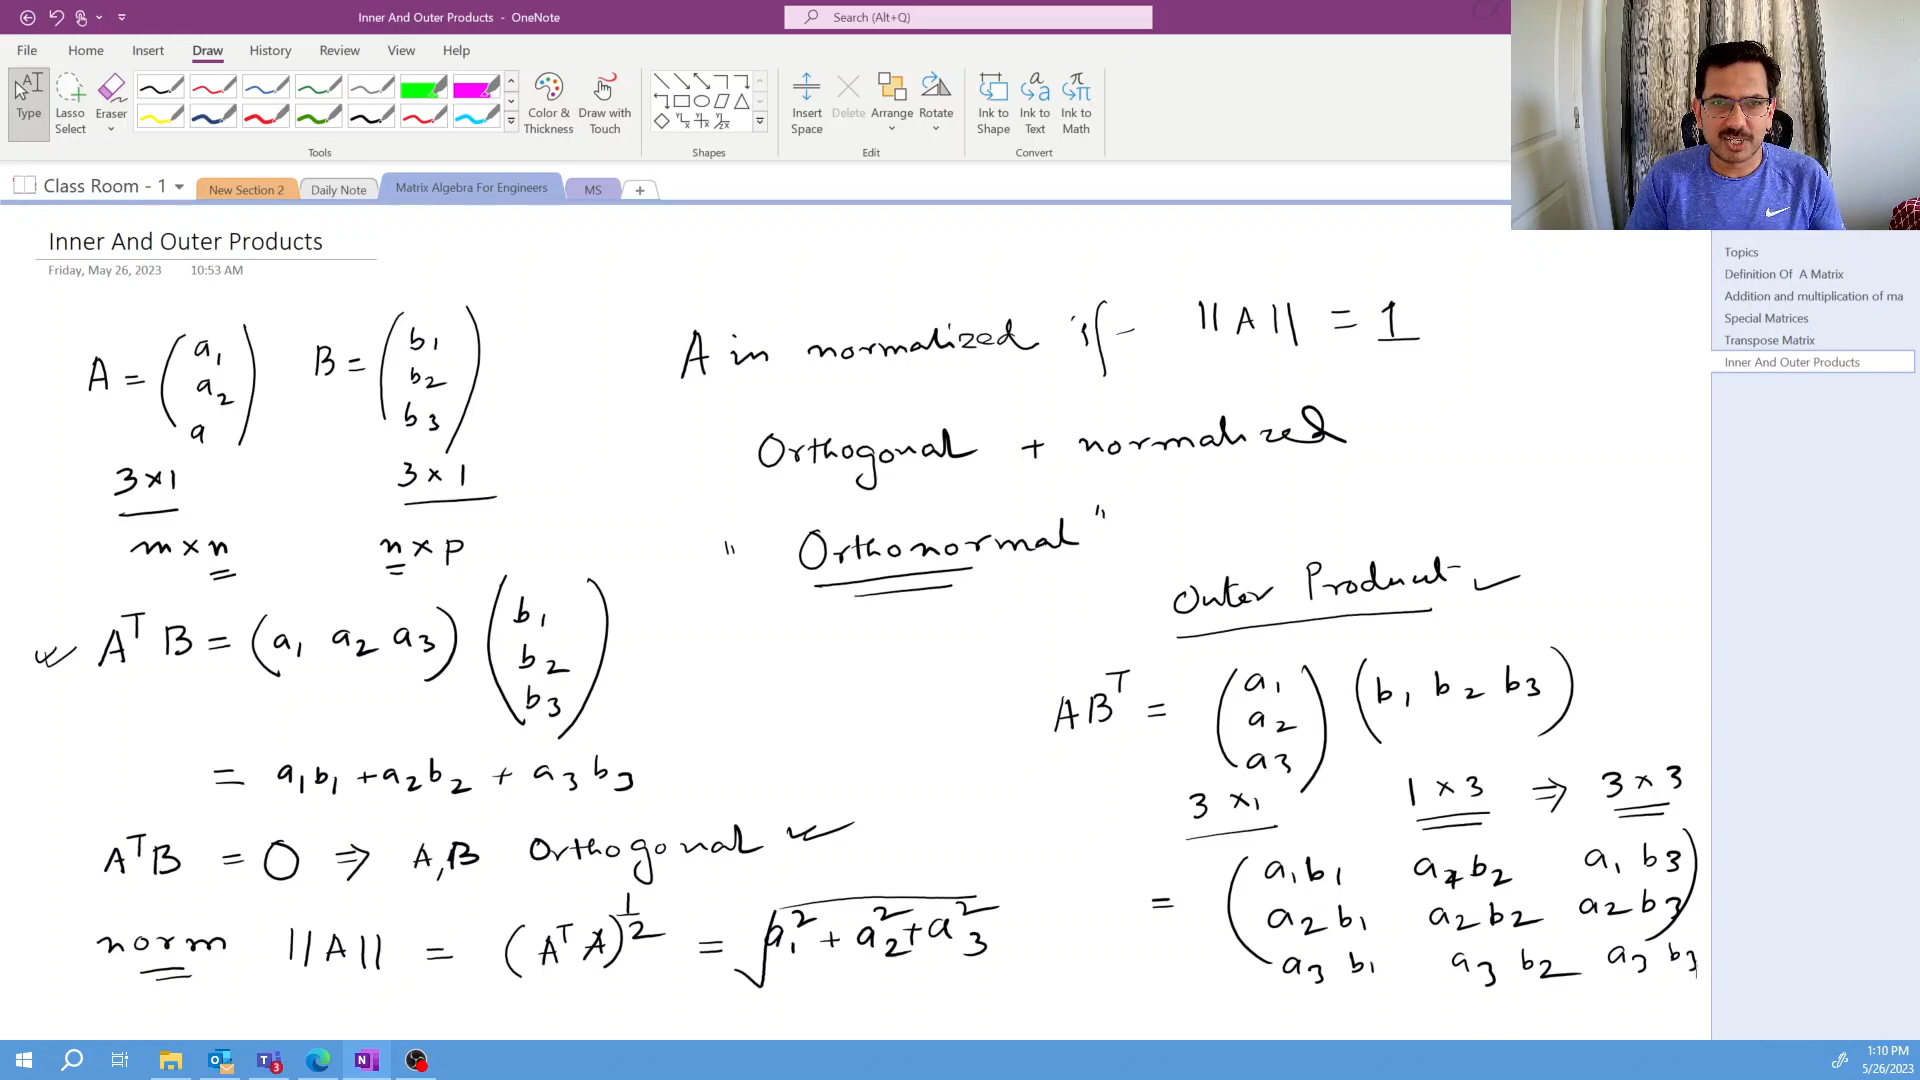 Inner And Outer Products - OneNote
Search (Alt+Q)
File Home Insert Draw History Review View Help
Type
Lasso Select
Eraser
Color & Thickness
Draw with Touch
Insert Space
Delete
Arrange
Rotate
Ink to Shape
Ink to Text
Ink to Math
Tools
Shapes
Edit
Convert
Class Room - 1
New Section 2
Daily Note
Matrix Algebra For Engineers
MS
+
Inner And Outer Products
Friday, May 26, 2023 10:53 AM
Topics
Definition Of A Matrix
Addition and multiplication of ma
Special Matrices
Transpose Matrix
Inner And Outer Products
A = (a₁ a₂ a)
B = (b₁ b₂ b₃)
3 × 1
3 × 1
m × n
n × p
Aᵀ B = (a₁ a₂ a₃) (b₁ b₂ b₃)
= a₁b₁ + a₂b₂ + a₃b₃
AᵀB = 0 ⇒ A,B Orthogonal
norm ||A|| = (AᵀA)^1/2 = √a₁² + a₂² + a₃²
A in normalized if ||A|| = 1
Orthogonal + normalized
" Orthonormal "
Outer Product
ABᵀ = (a₁ a₂ a₃) (b₁ b₂ b₃)
3 × 1 1 × 3 ⇒ 3 × 3
= (a₁b₁ b₂ a₁b₃
a₂b₁ a₂b₂ a₂b₃
a₃b₁ a₃b₂ a₃b₃
3
1:10 PM
5/26/2023